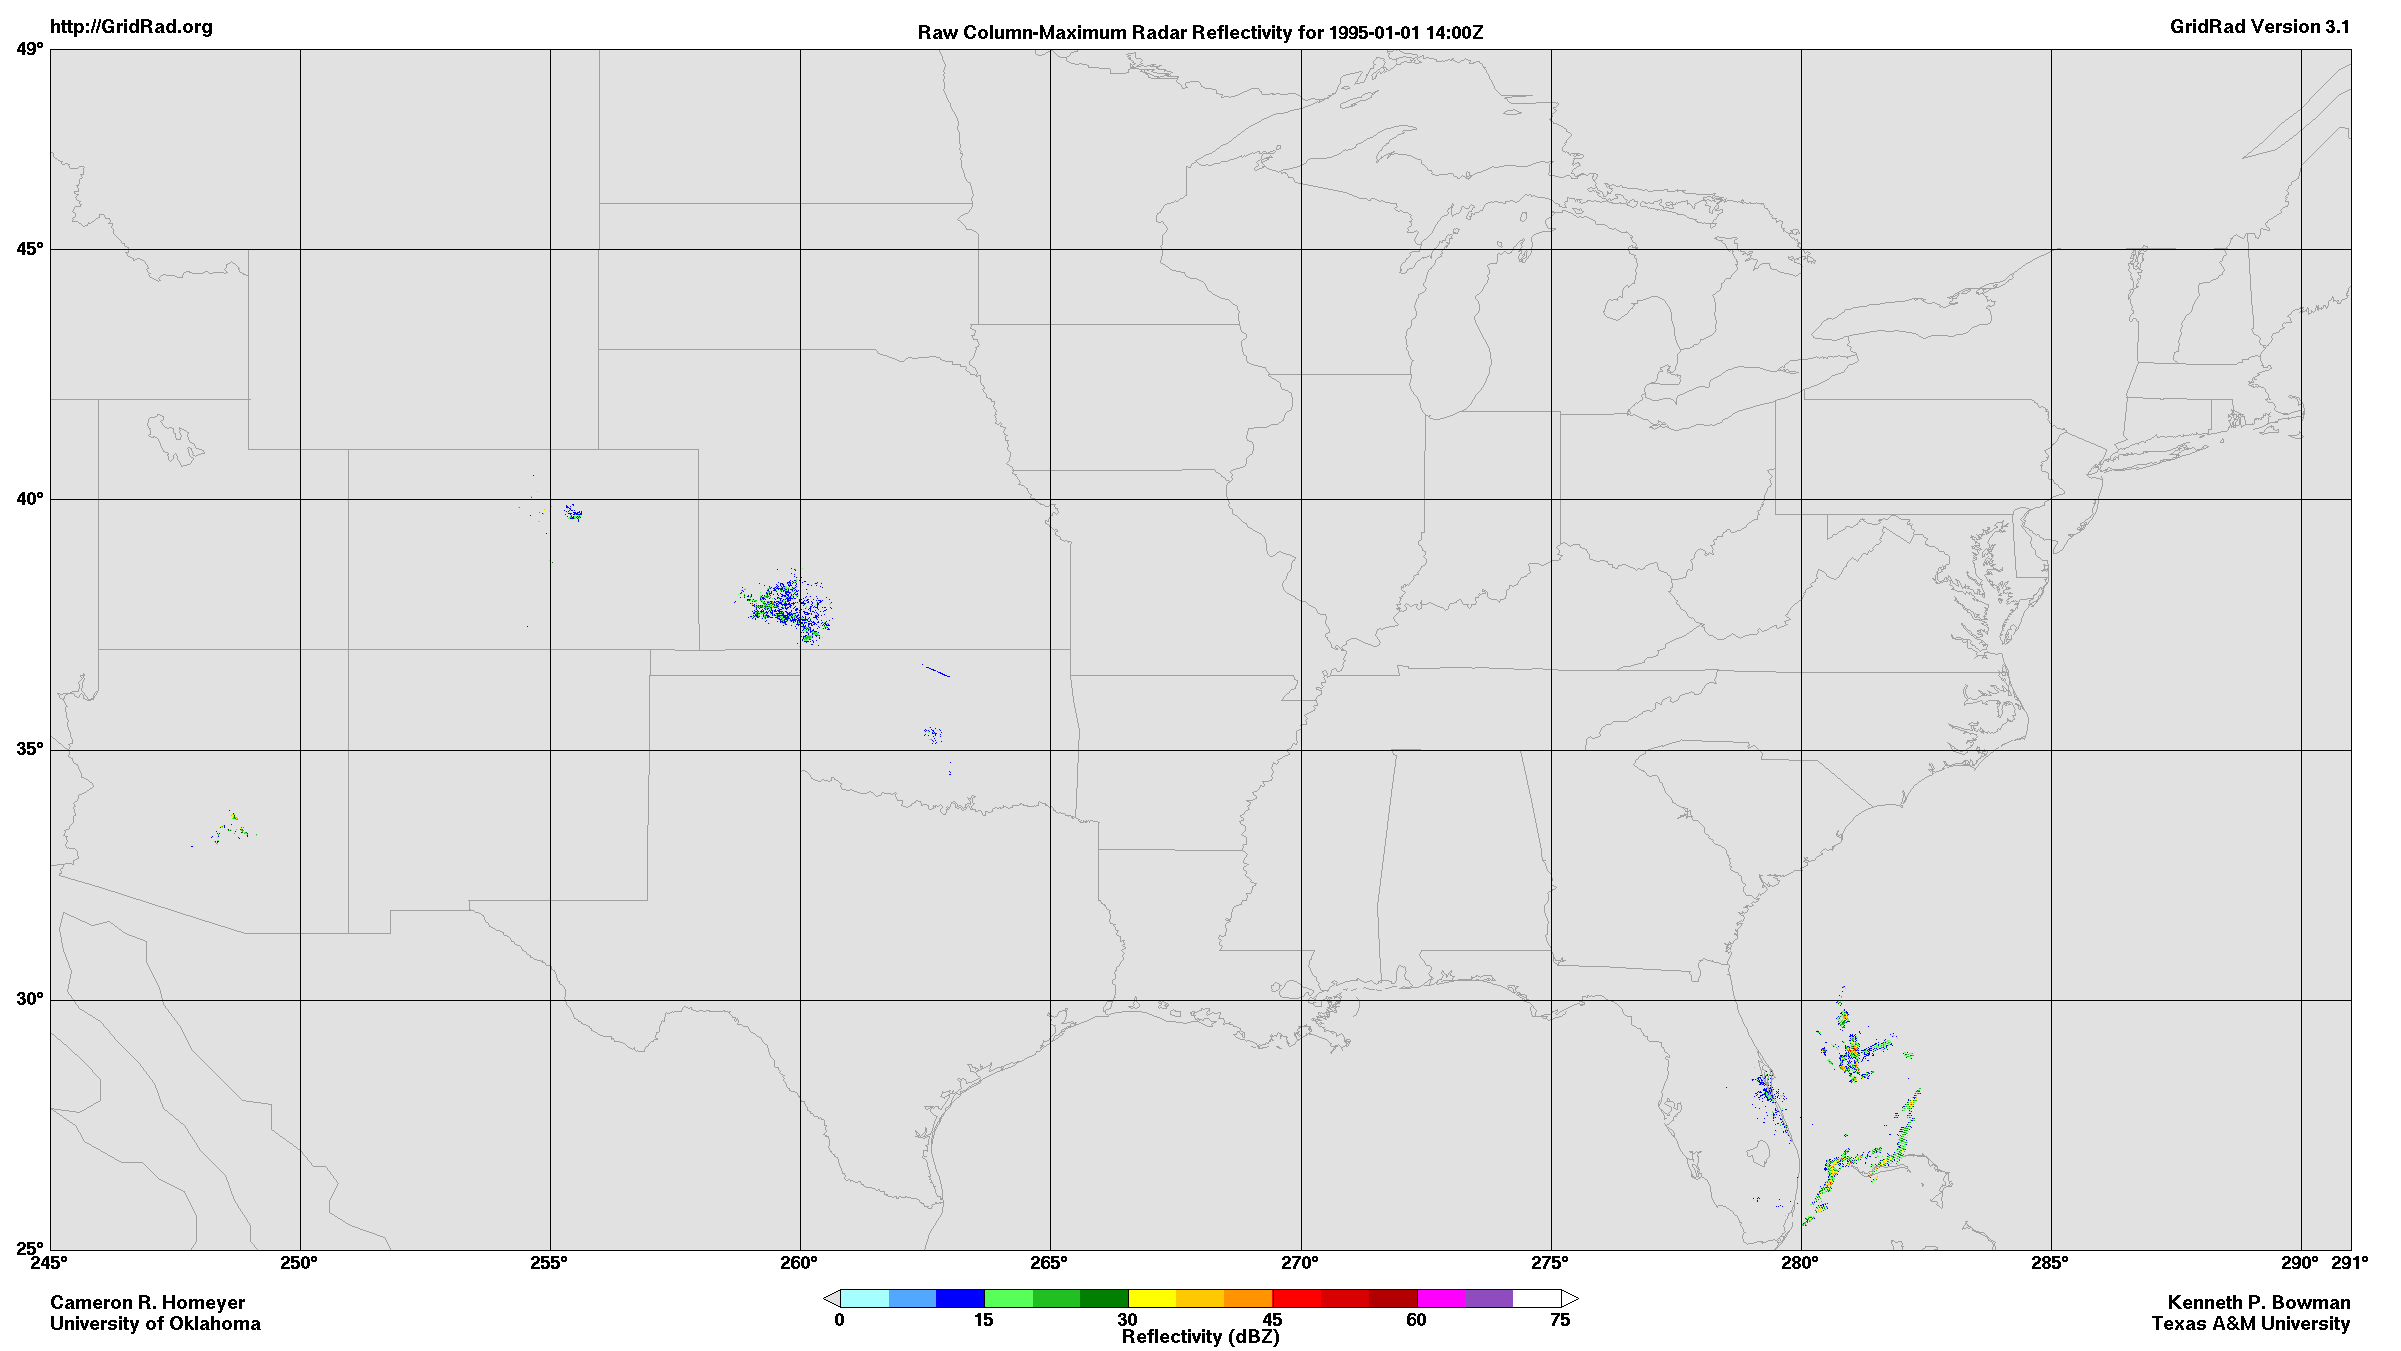 http://GridRad.org
Raw Column-Maximum Radar Reflectivity for 1995-01-01 14:00Z
GridRad Version 3.1
49°
45°
40°
35°
30°
25°
245° 250° 255° 260° 265° 270° 275° 280° 285° 290° 291°
Cameron R. Homeyer
University of Oklahoma
0 15 30 45 60 75
Reflectivity (dBZ)
Kenneth P. Bowman
Texas A&M University